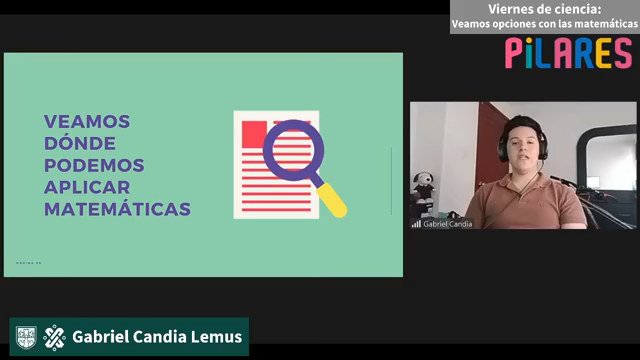 Viernes de ciencia:
Veamos opciones con las matemáticas
PiLARES
VEAMOS
DÓNDE
PODEMOS
APLICAR
MATEMÁTICAS
Gabriel Candia
Gabriel Candia Lemus